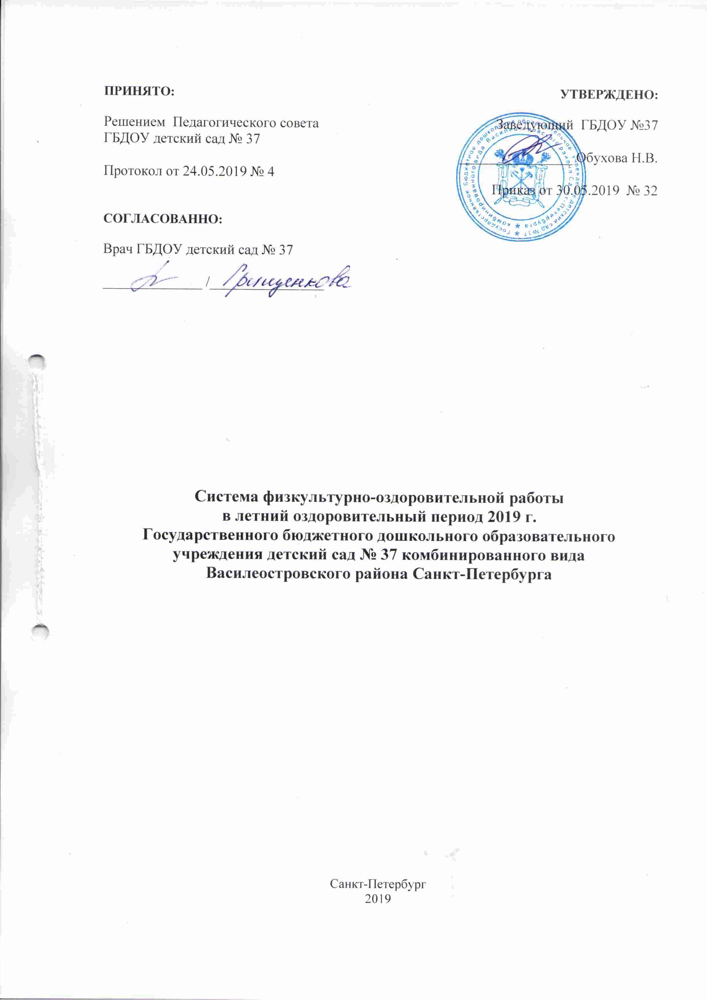 ПРИНЯТО:
Решением Педагогического совета
ГБДОУ детский сад № 37
Протокол от 24.05.2019 № 4
СОГЛАСОВАННО:
Врач ГБДОУ детский сад № 37
/ Грищенкова
УТВЕРЖДЕНО:
Заведующий ГБДОУ №37
Обухова Н.В.
Приказ от 30.05.2019 № 32
Государственное бюджетное дошкольное образовательное учреждение детский сад № 37
комбинированного вида Василеостровского района Санкт-Петербурга
Система физкультурно-оздоровительной работы
в летний оздоровительный период 2019 г.
Государственного бюджетного дошкольного образовательного
учреждения детский сад № 37 комбинированного вида
Василеостровского района Санкт-Петербурга
Санкт-Петербург
2019